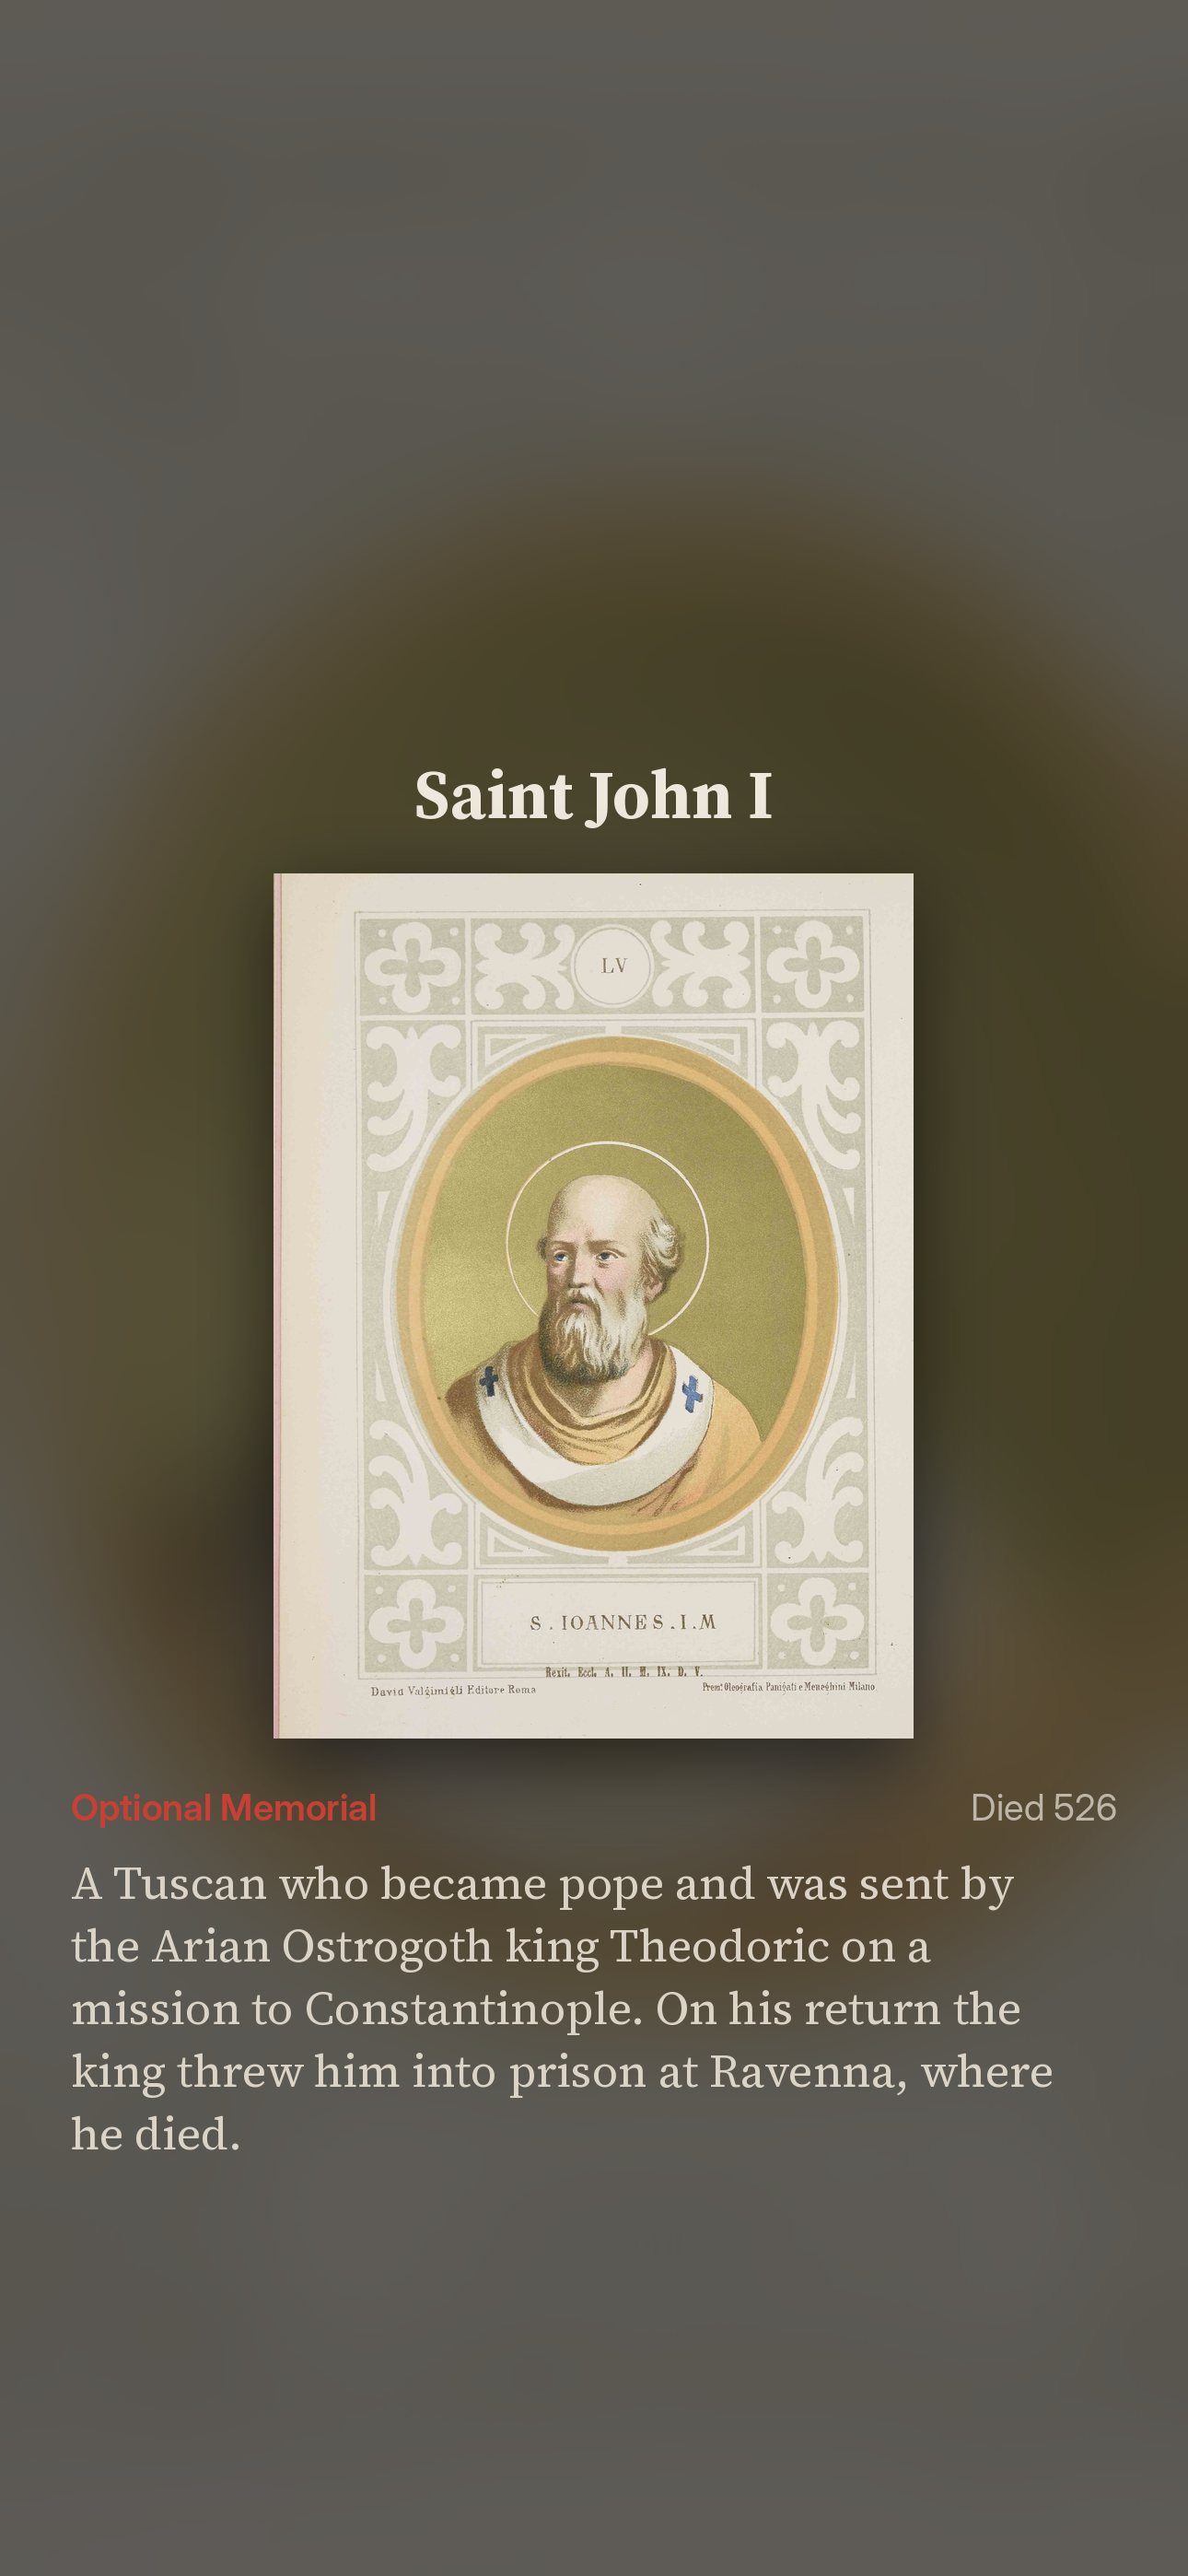 Saint John I
LV
S. IOANNES. I. M
Rexit. Eccl. A. II. M. IX. D. V.
David Valgimigli Editore Roma
Prem! Oleografia Panigati e Meneghini Milano
Optional Memorial
Died 526
A Tuscan who became pope and was sent by
the Arian Ostrogoth king Theodoric on a
mission to Constantinople. On his return the
king threw him into prison at Ravenna, where
he died.